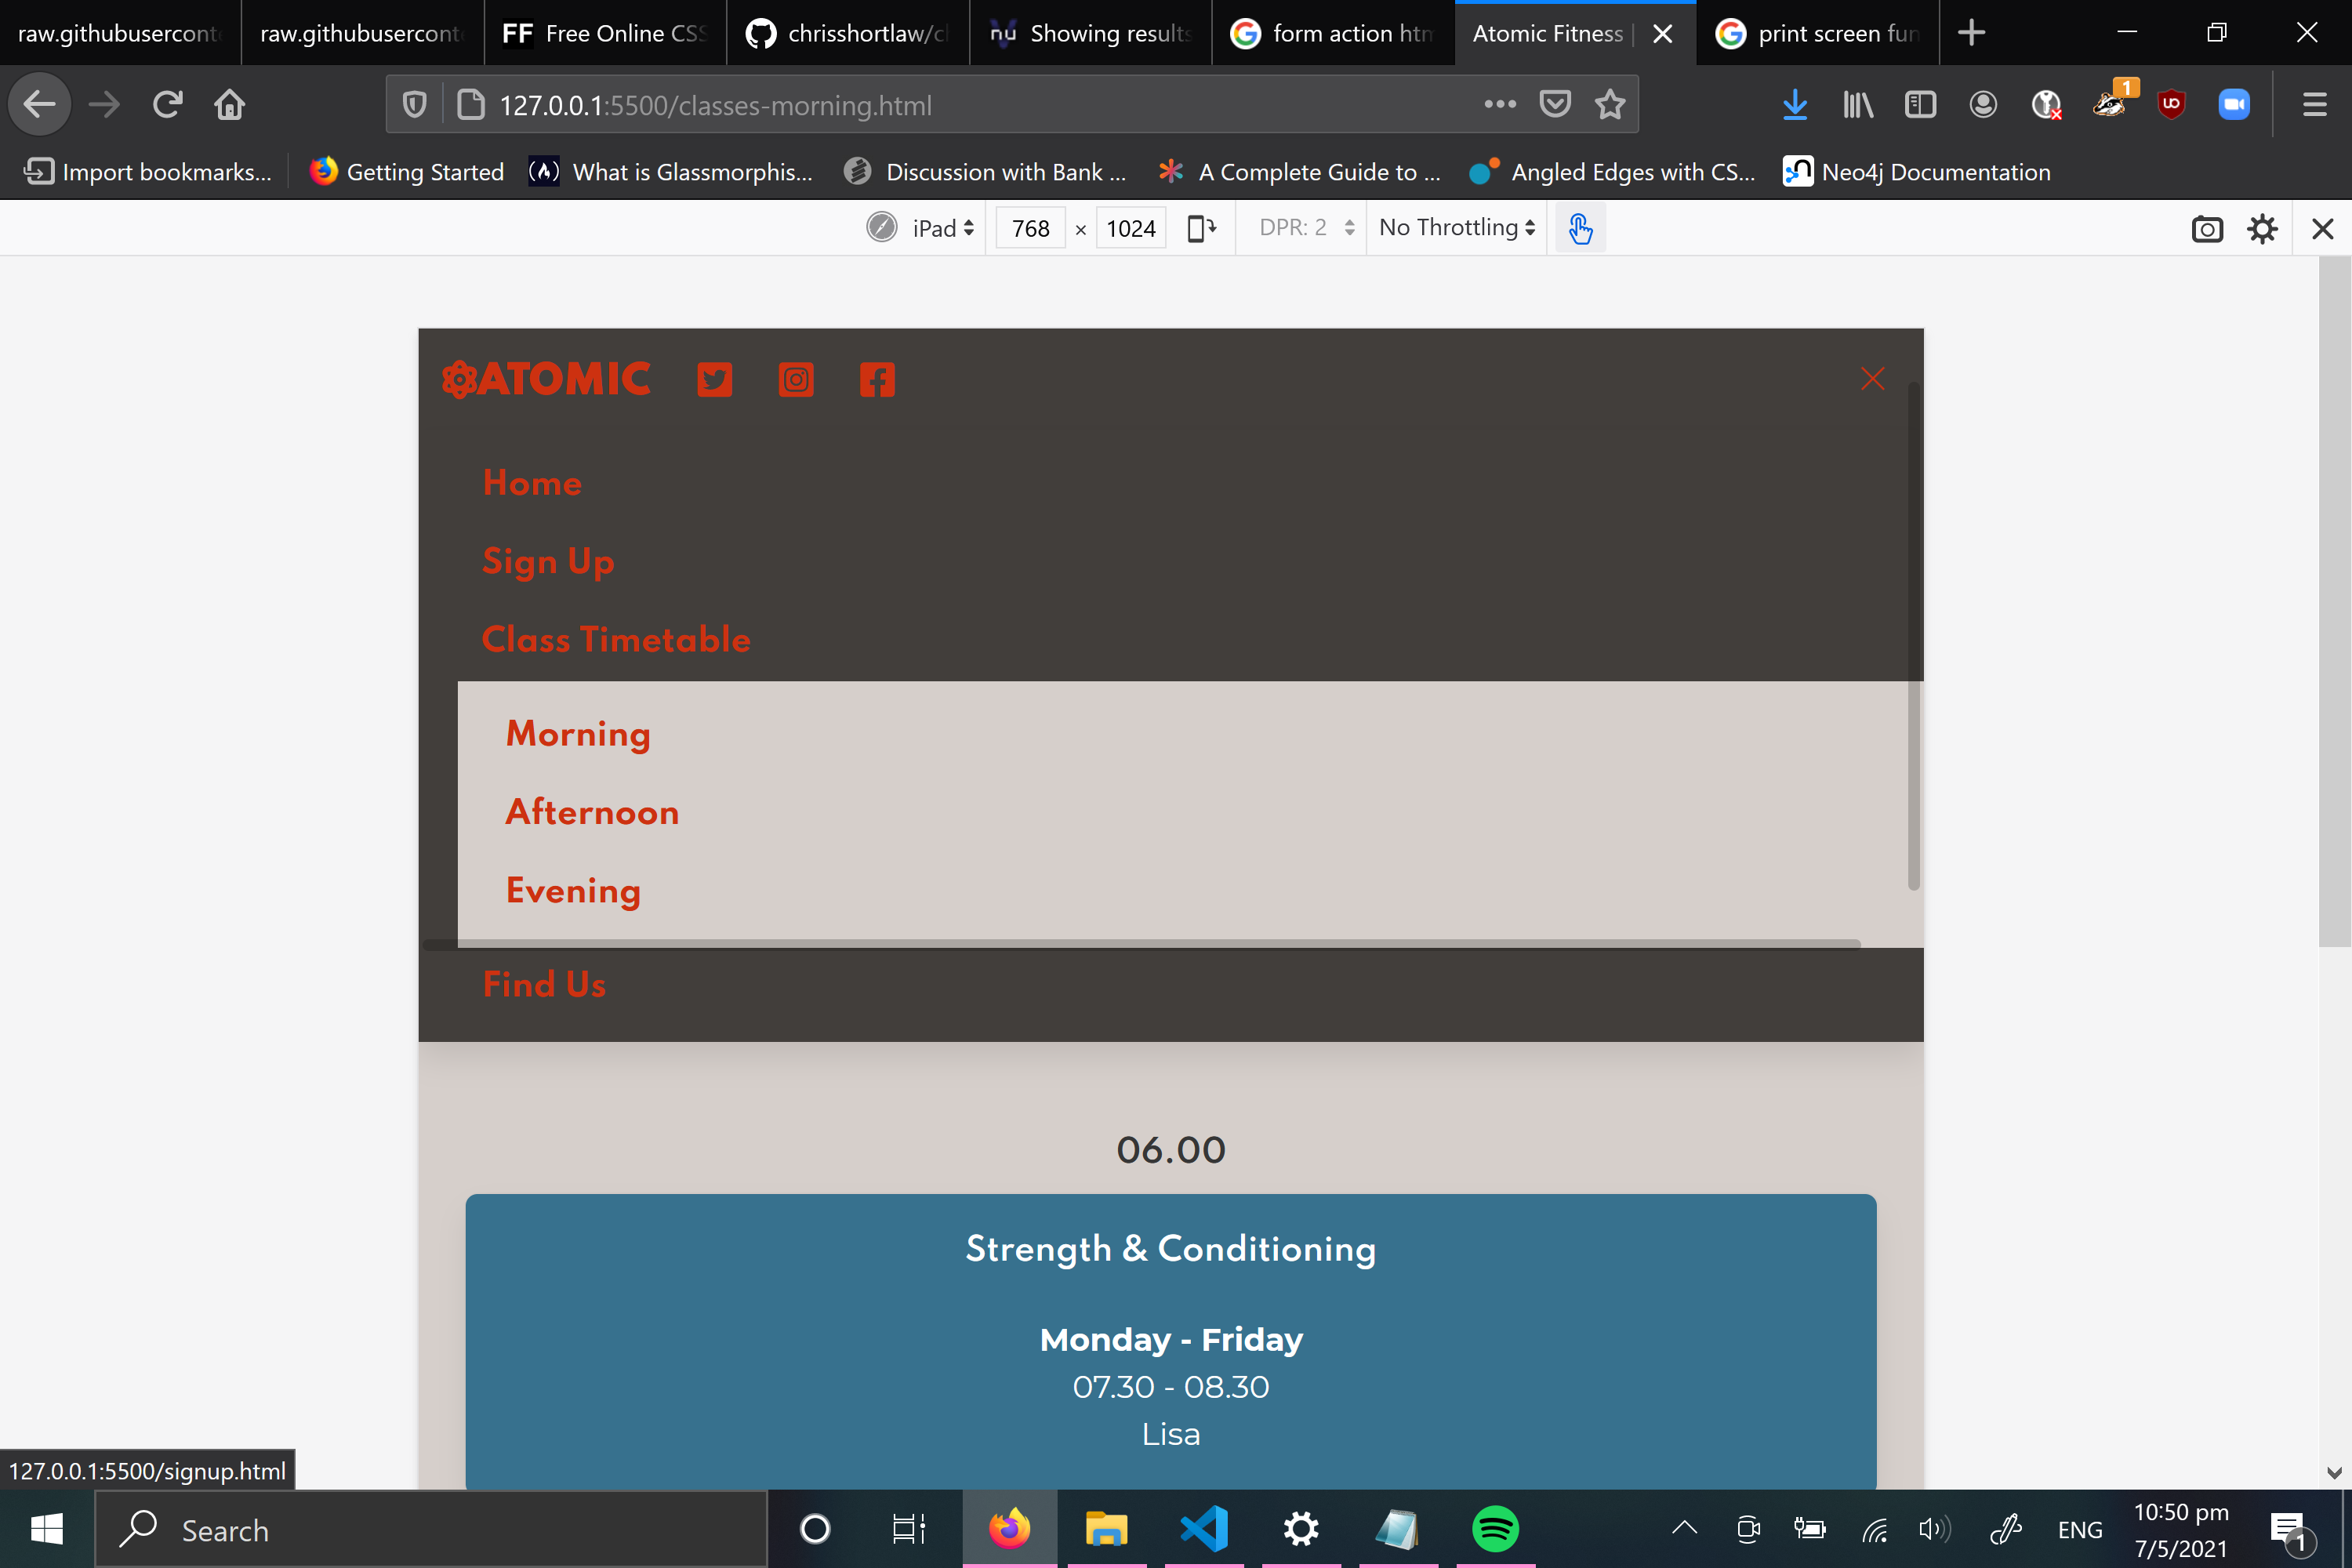 raw.githubuserconte
raw.githubuserconte
FF Free Online CSS
chrisshortlaw/cl
nu Showing results
form action htm
Atomic Fitness |
print screen fun
127.0.0.1:5500/classes-morning.html
1
Import bookmarks...
Getting Started
What is Glassmorphis...
Discussion with Bank ...
A Complete Guide to ...
Angled Edges with CS...
Neo4j Documentation
iPad
768 × 1024
DPR: 2
No Throttling
ATOMIC
Home
Sign Up
Class Timetable
Morning
Afternoon
Evening
Find Us
06.00
Strength & Conditioning
Monday - Friday
07.30 - 08.30
Lisa
127.0.0.1:5500/signup.html
Search
ENG
10:50 pm
7/5/2021
1